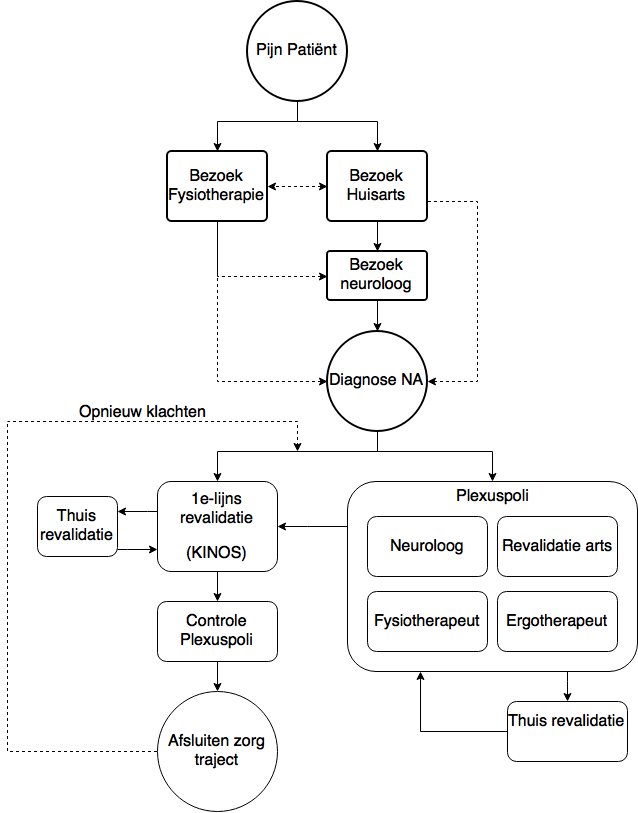 Pijn Patiënt
Bezoek
Fysiotherapie
Bezoek
Huisarts
Bezoek
neuroloog
Diagnose NA
Opnieuw klachten
Thuis
revalidatie
1e-lijns
revalidatie
(KINOS)
Plexuspoli
Neuroloog
Revalidatie arts
Fysiotherapeut
Ergotherapeut
Controle
Plexuspoli
Thuis revalidatie
Afsluiten zorg
traject